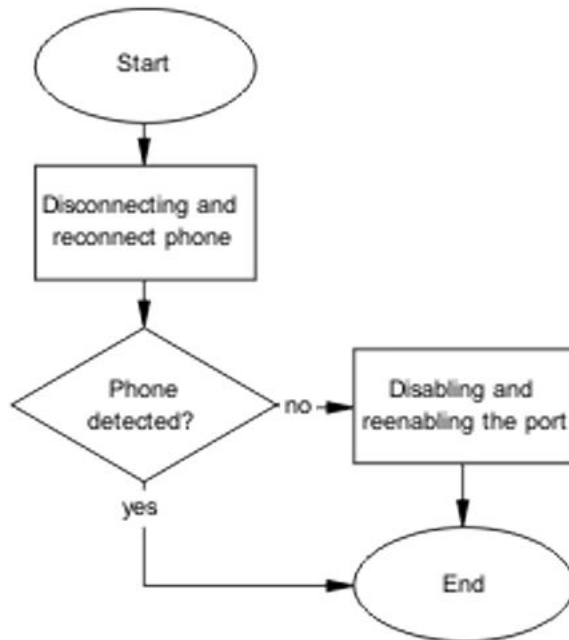 Start
Disconnecting and
reconnect phone
Phone
detected?
no
Disabling and
reenabling the port
yes
End